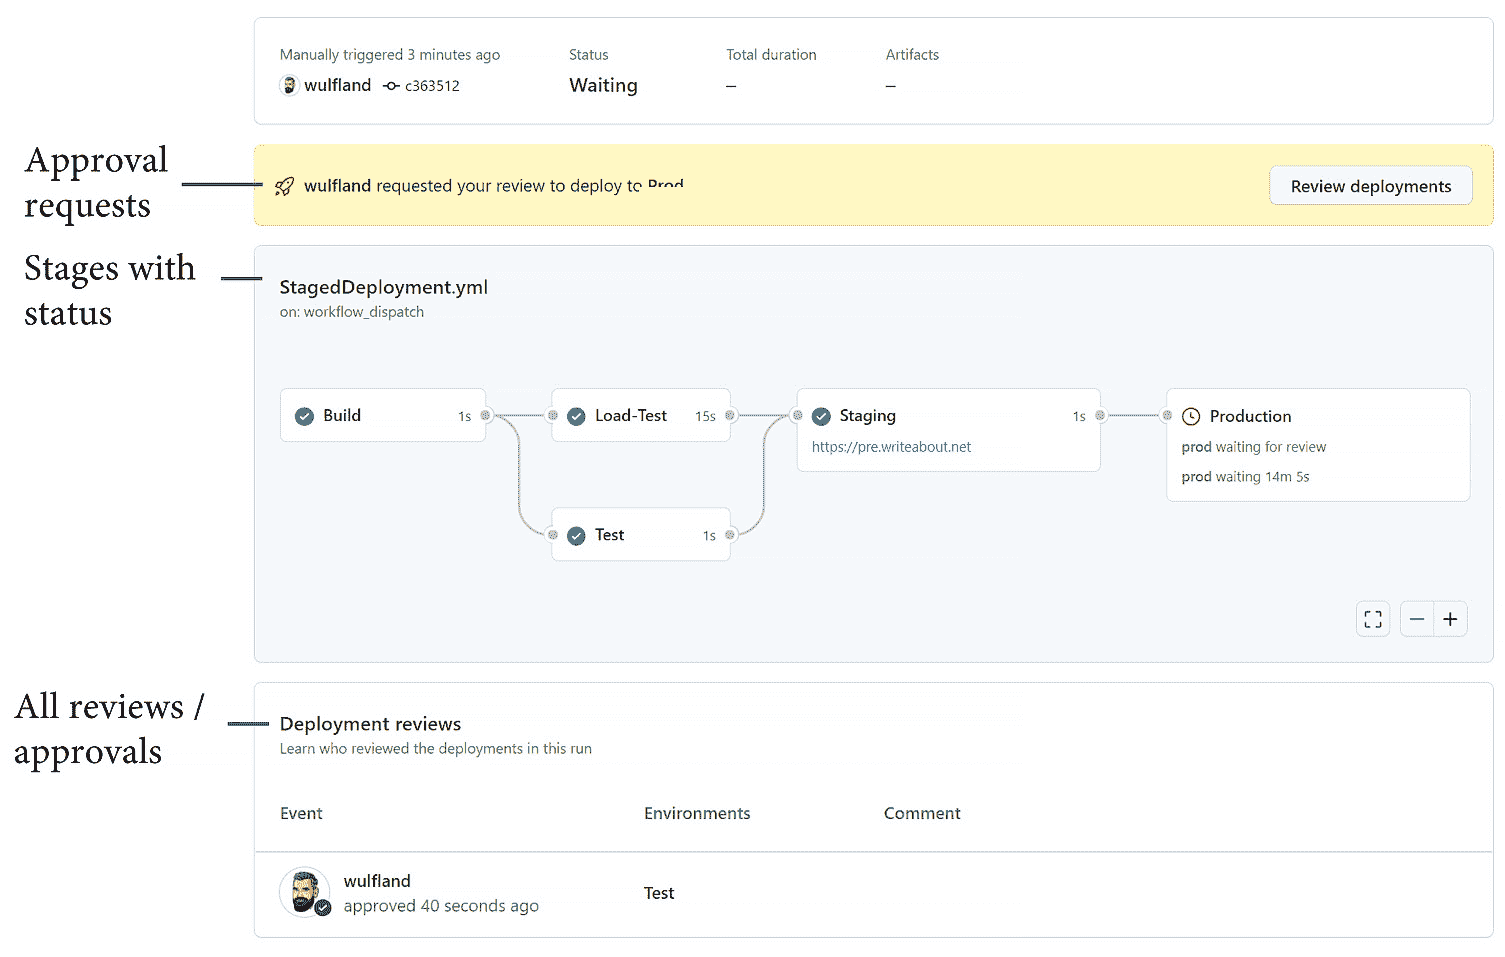 Manually triggered 3 minutes ago
Status
Total duration
Artifacts
wulfland c363512
Waiting
–
–
Approval
requests
wulfland requested your review to deploy to Prod
Review deployments
Stages with
status
StagedDeployment.yml
on: workflow_dispatch
Build 1s
Load-Test 15s
Staging 1s
https://pre.writeabout.net
Production
prod waiting for review
prod waiting 14m 5s
Test 1s
All reviews /
approvals
Deployment reviews
Learn who reviewed the deployments in this run
Event
Environments
Comment
wulfland
approved 40 seconds ago
Test